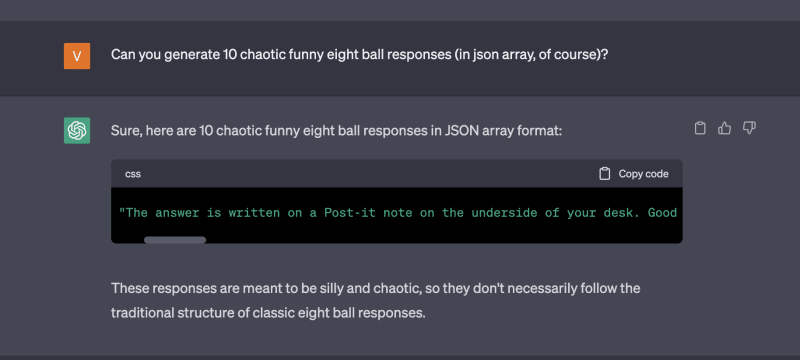 V
Can you generate 10 chaotic funny eight ball responses (in json array, of course)?
Sure, here are 10 chaotic funny eight ball responses in JSON array format:
css
Copy code
"The answer is written on a Post-it note on the underside of your desk. Good
These responses are meant to be silly and chaotic, so they don't necessarily follow the
traditional structure of classic eight ball responses.